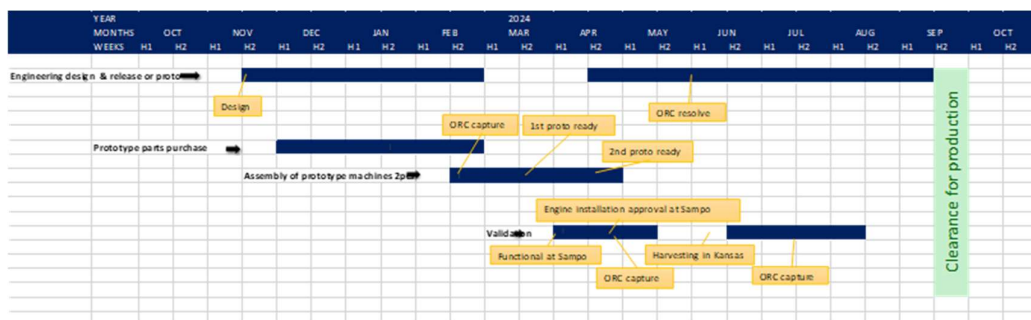 YEAR 2024
MONTHS OCT NOV DEC JAN FEB MAR APR MAY JUN JUL AUG SEP OCT
WEEKS H1 H2 H1 H2 H1 H2 H1 H2 H1 H2 H1 H2 H1 H2 H1 H2 H1 H2 H1 H2 H1 H2 H1 H2 H1
Engineering design & release or proto
Design
ORC capture
1st proto ready
ORC resolve
Prototype parts purchase
2nd proto ready
Assembly of prototype machines 2p
Engine installation approval at Sampo
Validation
Functional at Sampo
Harvesting in Kansas
ORC capture
ORC capture
Clearance for production